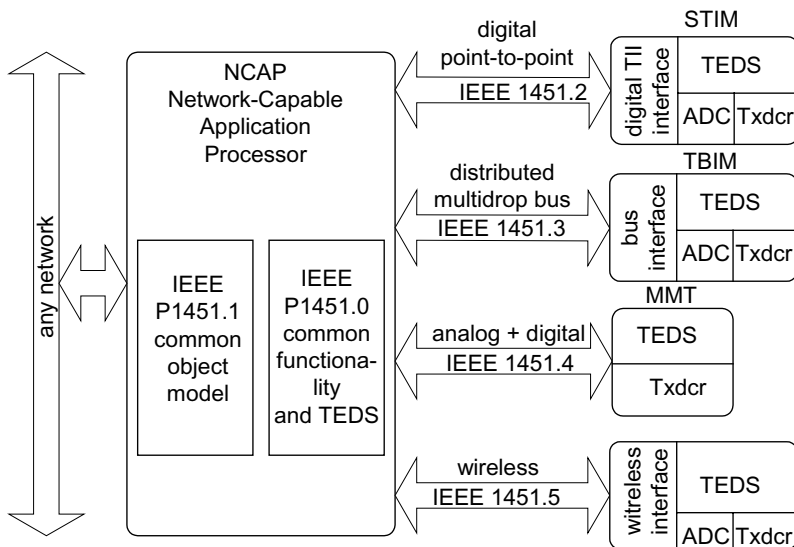 any network
NCAP
Network-Capable
Application
Processor
IEEE
P1451.1
common
object
model
IEEE
P1451.0
common
functiona-
lity
and TEDS
digital
point-to-point
IEEE 1451.2
STIM
digital TII
interface
TEDS
ADC
Txdcr
distributed
multidrop bus
IEEE 1451.3
TBIM
bus
interface
TEDS
ADC
Txdcr
analog + digital
IEEE 1451.4
MMT
TEDS
Txdcr
wireless
IEEE 1451.5
witreless
interface
TEDS
ADC
Txdcr